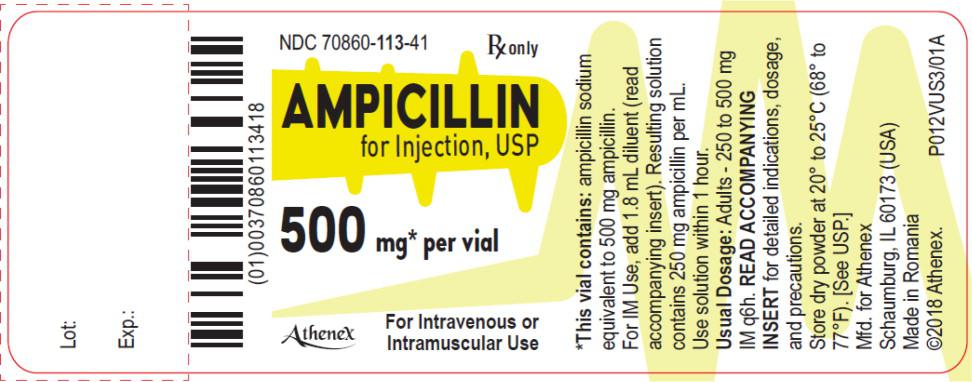 Lot:
Exp.:
(01)00370860113418
NDC 70860-113-41
Rx only
AMPICILLIN
for Injection, USP
500 mg* per vial
Athenex
For Intravenous or
Intramuscular Use
*This vial contains: ampicillin sodium
equivalent to 500 mg ampicillin.
For IM Use, add 1.8 mL diluent (read
accompanying insert). Resulting solution
contains 250 mg ampicillin per mL.
Use solution within 1 hour.
Usual Dosage: Adults - 250 to 500 mg
IM q6h. READ ACCOMPANYING
INSERT for detailed indications, dosage,
and precautions.
Store dry powder at 20° to 25°C (68° to
77°F). [See USP.]
Mfd. for Athenex
Schaumburg, IL 60173 (USA)
Made in Romania
©2018 Athenex.
P012VUS3/01A